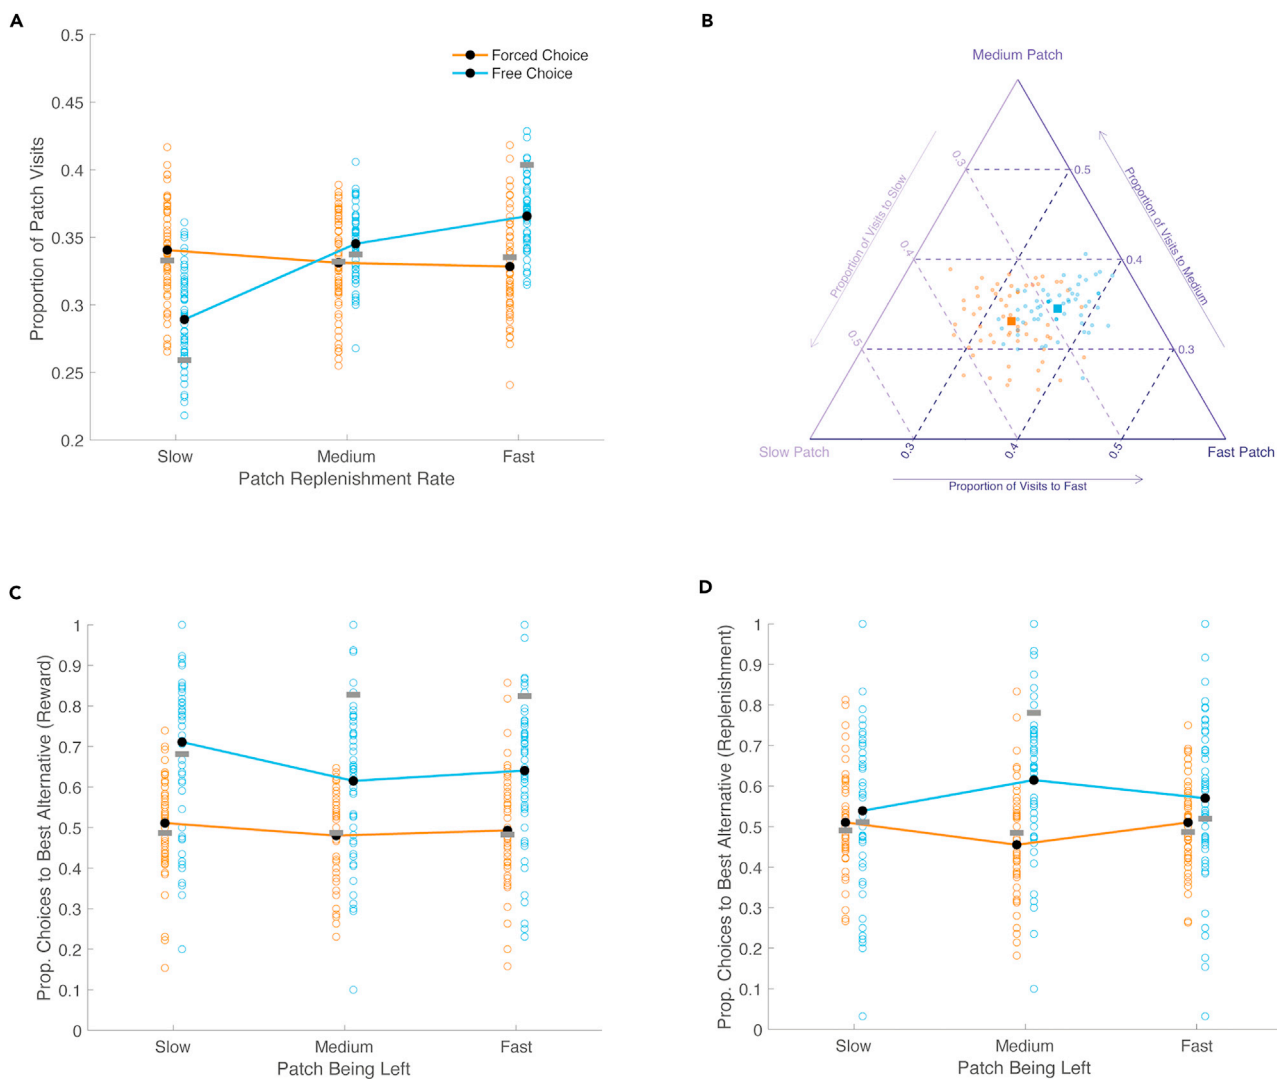 A
0.5
0.45
0.4
0.35
0.3
0.25
0.2
Proportion of Patch Visits
Forced Choice
Free Choice
Slow
Medium
Fast
Patch Replenishment Rate
B
Medium Patch
0.3
0.5
0.4
0.4
0.5
0.3
Proportion of Visits to Slow
Proportion of Visits to Medium
Slow Patch
Fast Patch
0.3
0.4
0.5
Proportion of Visits to Fast
C
1
0.9
0.8
0.7
0.6
0.5
0.4
0.3
0.2
0.1
0
Prop. Choices to Best Alternative (Reward)
Slow
Medium
Fast
Patch Being Left
D
1
0.9
0.8
0.7
0.6
0.5
0.4
0.3
0.2
0.1
0
Prop. Choices to Best Alternative (Replenishment)
Slow
Medium
Fast
Patch Being Left